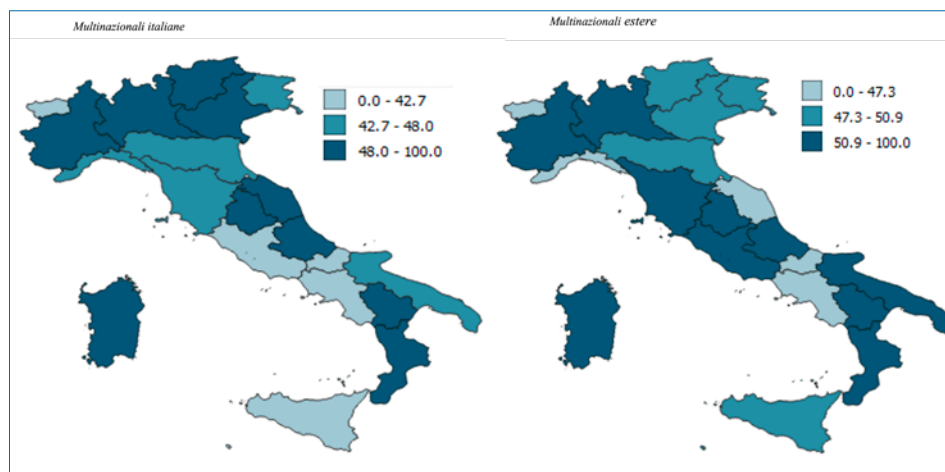 Multinazionali italiane
0.0 - 42.7
42.7 - 48.0
48.0 - 100.0
Multinazionali estere
0.0 - 47.3
47.3 - 50.9
50.9 - 100.0